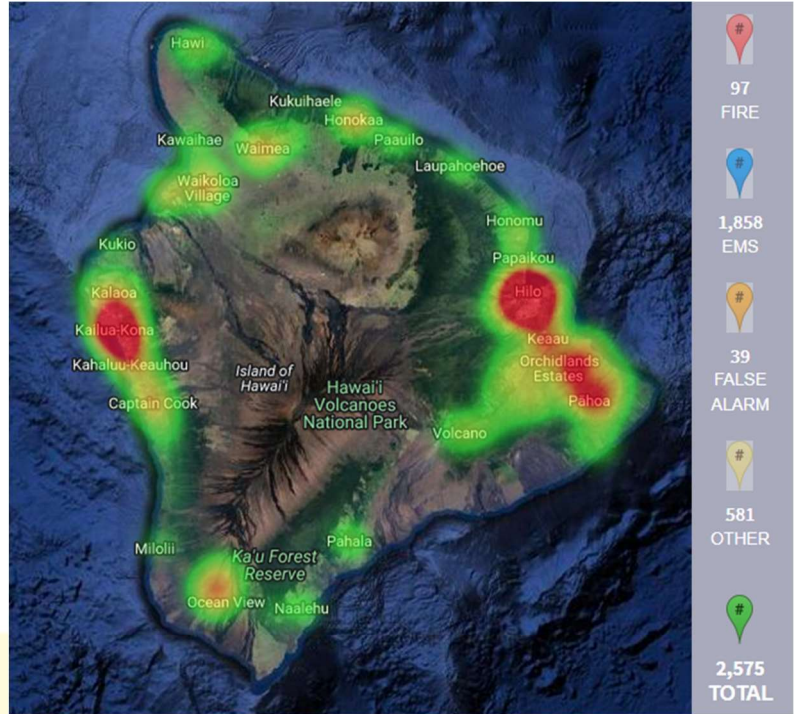 Hawi
Kukuihaele
Honokaa
Kawaihae
Waimea
Paauilo
Laupahoehoe
Waikoloa
Village
Honomu
Kukio
Papaikou
Kalaoa
Hilo
Kailua-Kona
Keaau
Kahaluu-Keauhou
Orchidlands
Estates
Island of
Hawai'i
Hawaiʻi
Volcanoes
National Park
Captain Cook
Pāhoa
Volcano
Pahala
Milolii
Ka'u Forest
Reserve
Ocean View
Naalehu
#
97
FIRE
#
1,858
EMS
#
39
FALSE
ALARM
#
581
OTHER
#
2,575
TOTAL